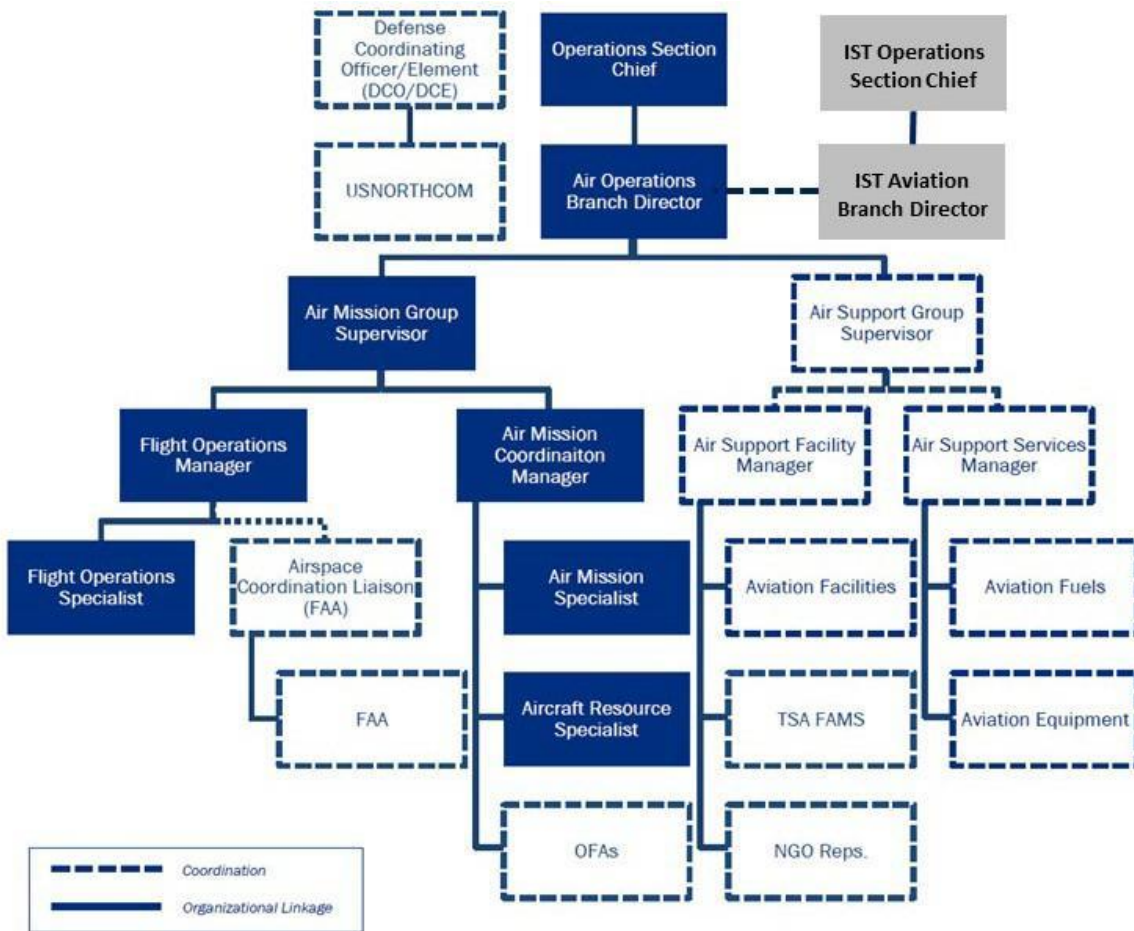 Defense
Coordinating
Officer/Element
(DCO/DCE)
Operations Section
Chief
IST Operations
Section Chief
USNORTHCOM
Air Operations
Branch Director
IST Aviation
Branch Director
Air Mission Group
Supervisor
Air Support Group
Supervisor
Flight Operations
Manager
Air Mission
Coordinaiton
Manager
Air Support Facility
Manager
Air Support Services
Manager
Flight Operations
Specialist
Airspace
Coordination Liaison
(FAA)
Air Mission
Specialist
Aviation Facilities
Aviation Fuels
FAA
Aircraft Resource
Specialist
TSA FAMS
Aviation Equipment
OFAs
NGO Reps.
Coordination
Organizational Linkage